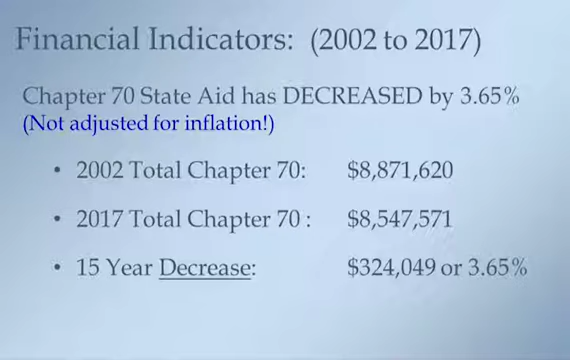 Financial Indicators: (2002 to 2017)
Chapter 70 State Aid has DECREASED by 3.65%
(Not adjusted for inflation!)
• 2002 Total Chapter 70: $8,871,620
• 2017 Total Chapter 70 : $8,547,571
• 15 Year Decrease: $324,049 or 3.65%